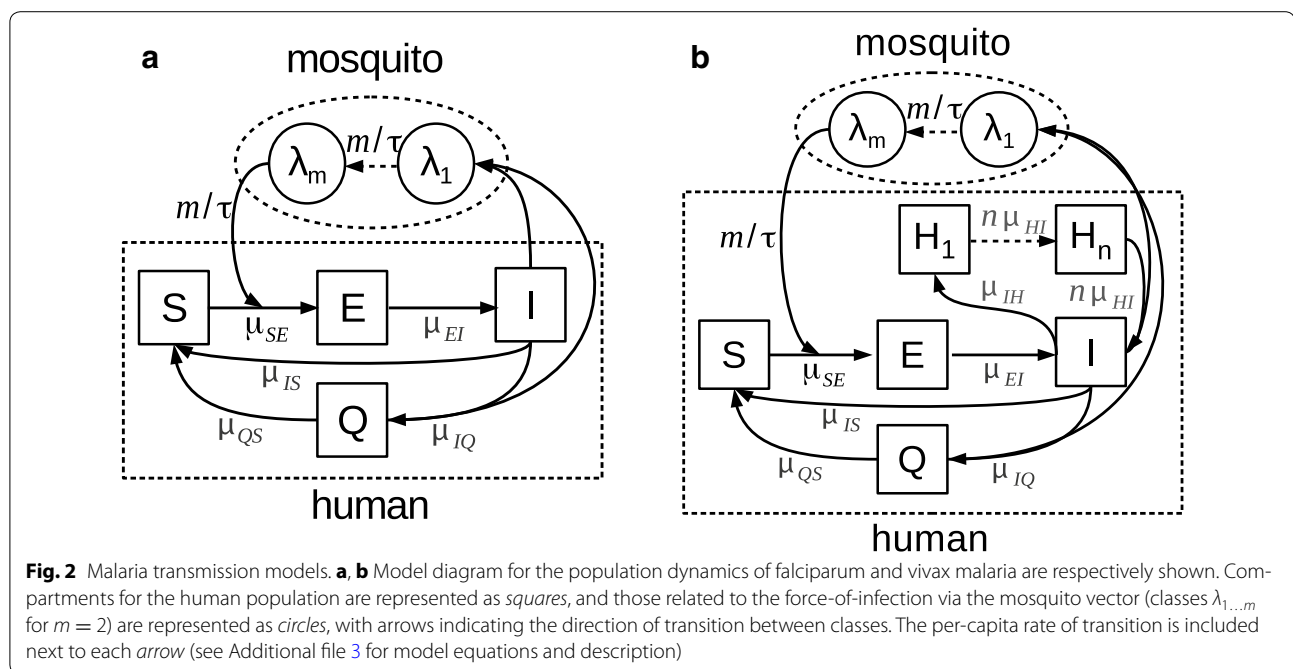 a
mosquito
λm
m/τ
λ1
m/τ
S
μSE
E
μEI
I
μIS
μQS
Q
μIQ
human
b
mosquito
λm
m/τ
λ1
m/τ
H1
nμHI
Hn
μIH
nμHI
S
μSE
E
μEI
I
μIS
μQS
Q
μIQ
human
Fig. 2 Malaria transmission models. a, b Model diagram for the population dynamics of falciparum and vivax malaria are respectively shown. Com-
partments for the human population are represented as squares, and those related to the force-of-infection via the mosquito vector (classes λ1...m
for m = 2) are represented as circles, with arrows indicating the direction of transition between classes. The per-capita rate of transition is included
next to each arrow (see Additional file 3 for model equations and description)